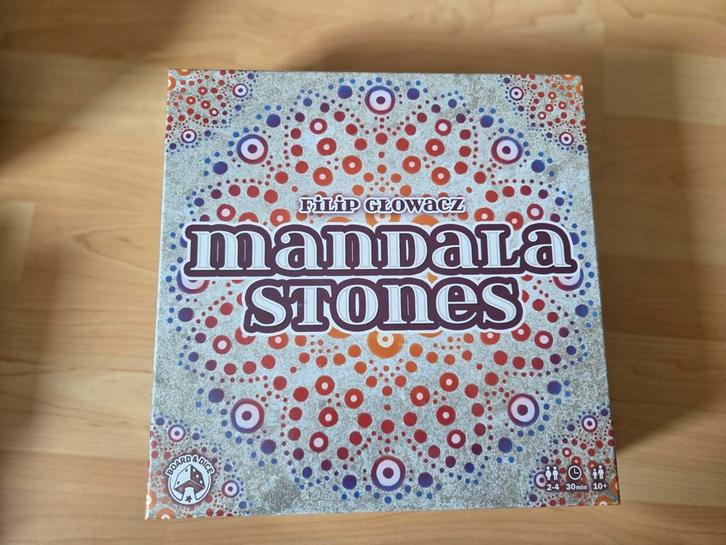 FiLiP GŁOWACZ
manDaLa
STones
BOARD & DICE
2-4 30min 10+